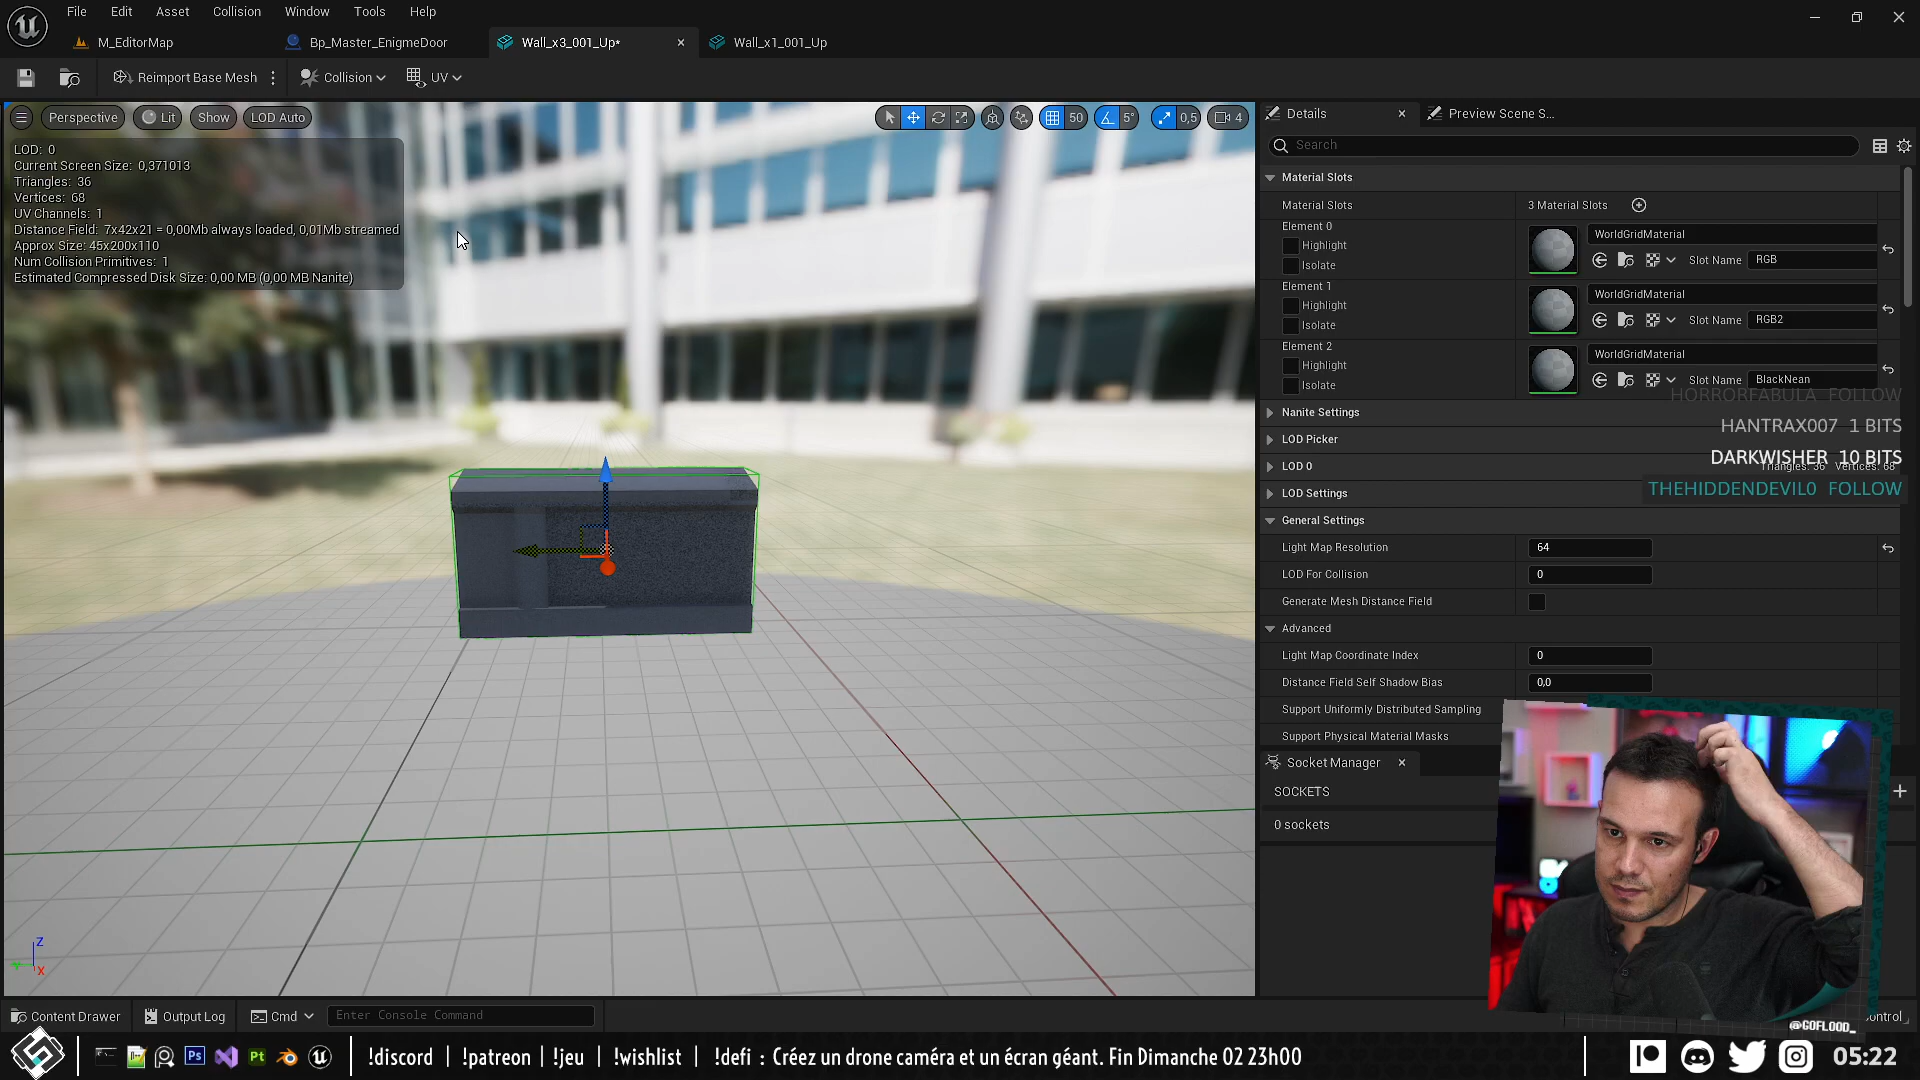 File Edit Asset Collision Window Tools Help
M_EditorMap Bp_Master_EnigmeDoor Wall_x3_001_Up* Wall_x1_001_Up
Reimport Base Mesh Collision UV
Perspective Lit Show LOD Auto 50 5° 0,5 4
LOD: 0
Current Screen Size: 0,371013
Triangles: 36
Vertices: 68
UV Channels: 1
Distance Field: 7x42x21 = 0,00Mb always loaded, 0,01Mb streamed
Approx Size: 45x200x110
Num Collision Primitives: 1
Estimated Compressed Disk Size: 0,00 MB (0,00 MB Nanite)
Z
X
Details Preview Scene S...
Search
Material Slots
Material Slots 3 Material Slots
Element 0 WorldGridMaterial
Highlight
Isolate Slot Name RGB
Element 1 WorldGridMaterial
Highlight
Isolate Slot Name RGB2
Element 2 WorldGridMaterial
Highlight
Isolate Slot Name BlackNean
HORRORFABULA FOLLOW
Nanite Settings
HANTRAX007 1 BITS
LOD Picker
DARKWISHER 10 BITS
LOD 0 Triangles: 36 Vertices: 68
LOD Settings
THEHIDDENDEVIL0 FOLLOW
General Settings
Light Map Resolution 64
LOD For Collision 0
Generate Mesh Distance Field
Advanced
Light Map Coordinate Index 0
Distance Field Self Shadow Bias 0,0
Support Uniformly Distributed Sampling
Support Physical Material Masks
Socket Manager
SOCKETS
0 sockets
Content Drawer Output Log Cmd Enter Console Command
ontrol
@GOFLOOD_
Ps Pt !discord | !patreon | !jeu | !wishlist | !defi : Créez un drone caméra et un écran géant. Fin Dimanche 02 23h00 05:22